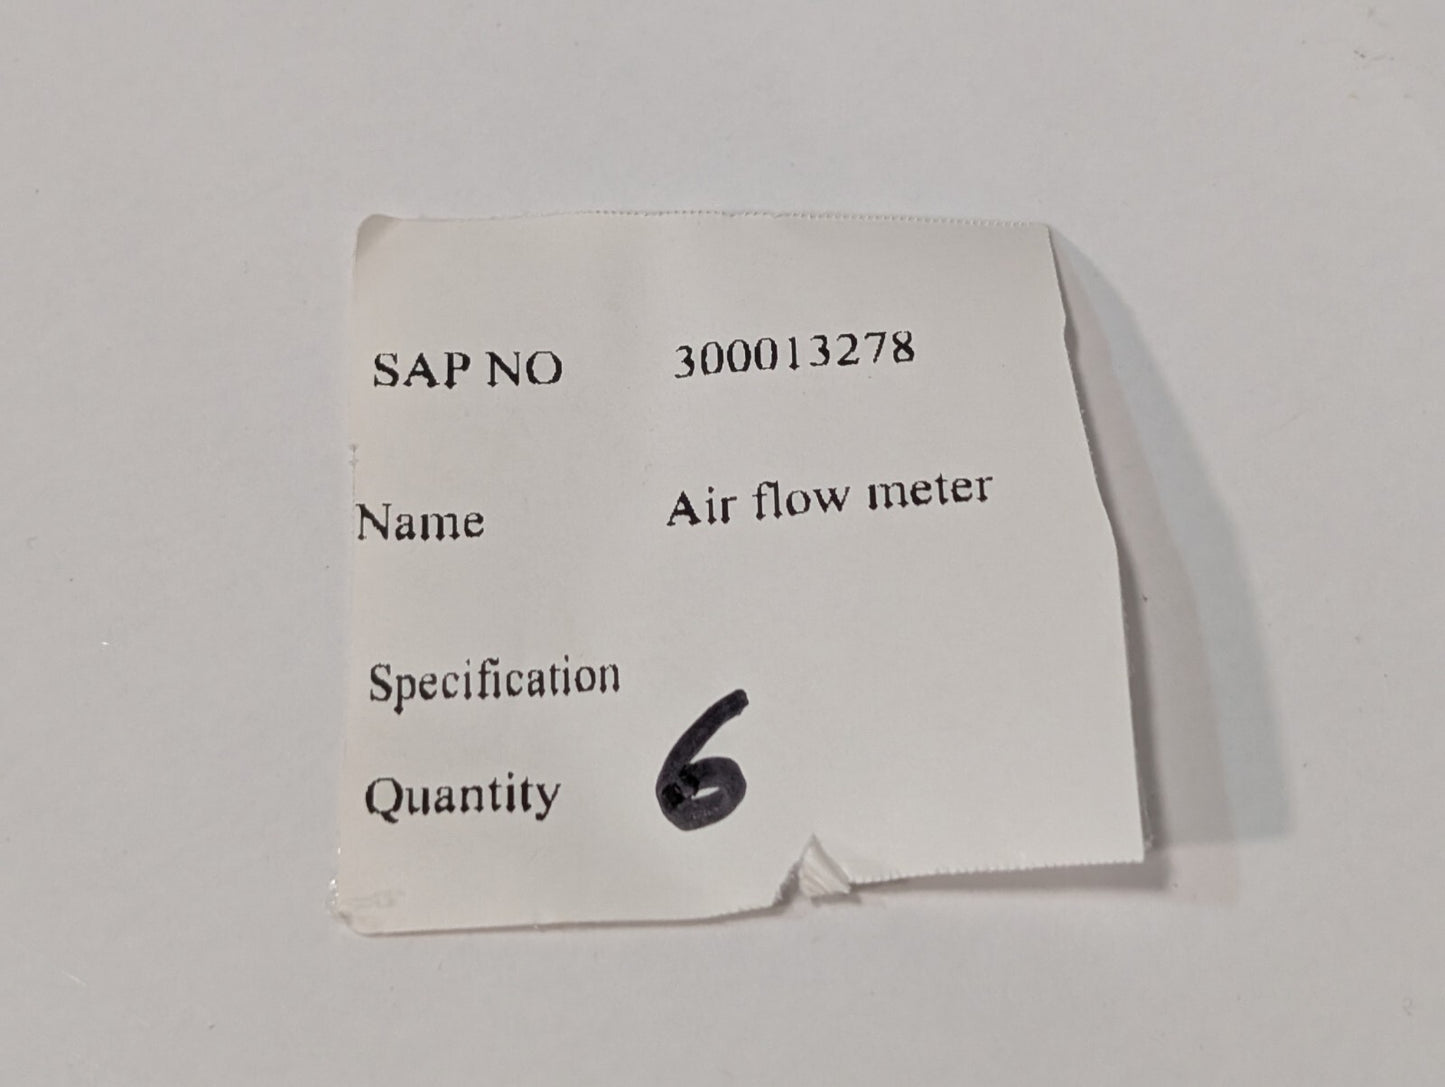 SAP NO 300013278
Name Air flow meter
Specification
Quantity 6